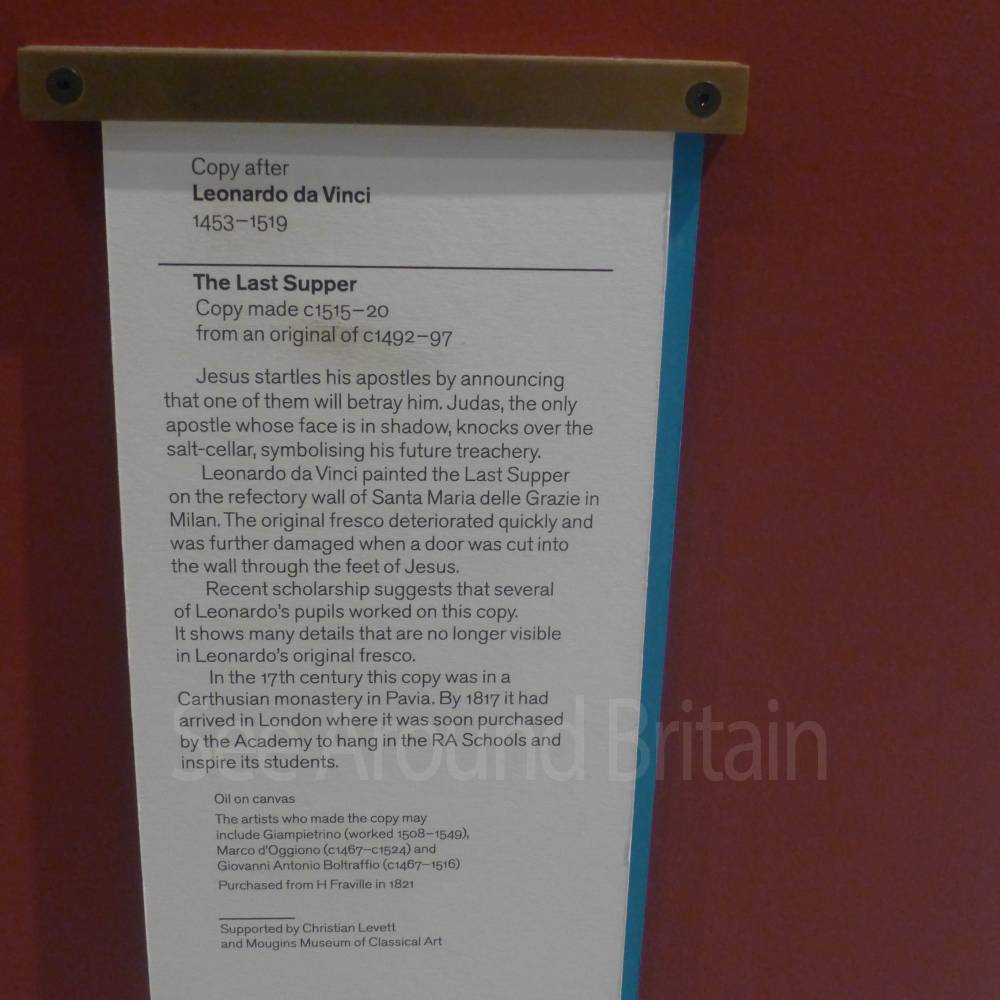 Copy after
Leonardo da Vinci
1453–1519
The Last Supper
Copy made c1515–20
from an original of c1492–97
Jesus startles his apostles by announcing
that one of them will betray him. Judas, the only
apostle whose face is in shadow, knocks over the
salt-cellar, symbolising his future treachery.
Leonardo da Vinci painted the Last Supper
on the refectory wall of Santa Maria delle Grazie in
Milan. The original fresco deteriorated quickly and
was further damaged when a door was cut into
the wall through the feet of Jesus.
Recent scholarship suggests that several
of Leonardo's pupils worked on this copy.
It shows many details that are no longer visible
in Leonardo's original fresco.
In the 17th century this copy was in a
Carthusian monastery in Pavia. By 1817 it had
arrived in London where it was soon purchased
by the Academy to hang in the RA Schools and
inspire its students.
See Around Britain
Oil on canvas
The artists who made the copy may
include Giampietrino (worked 1508–1549),
Marco d'Oggiono (c1467–c1524) and
Giovanni Antonio Boltraffio (c1467–1516)
Purchased from H Fraville in 1821
Supported by Christian Levett
and Mougins Museum of Classical Art